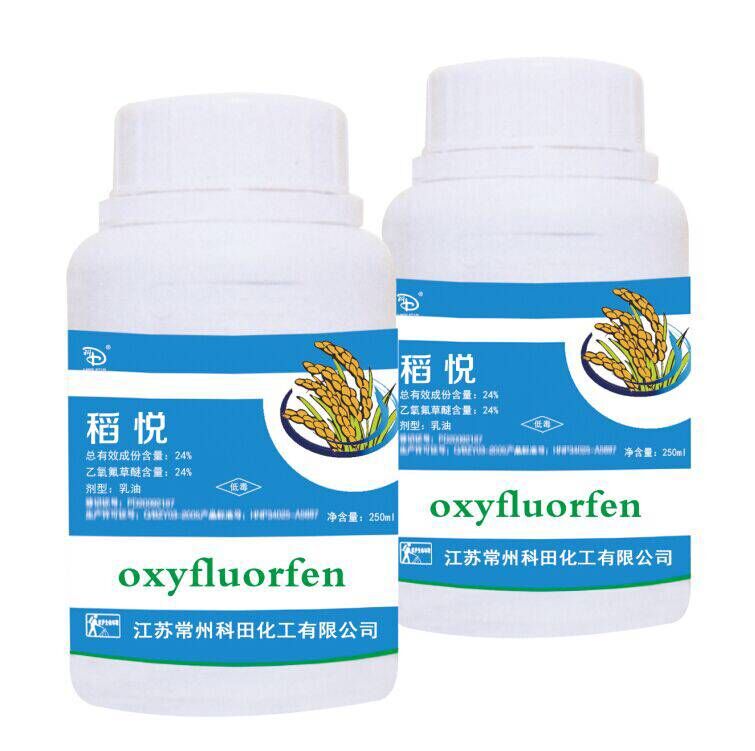 稻悦
总有效成份含量：24%
乙氧氟草醚含量：24%
剂型：乳油
低毒
净含量：250ml
oxyfluorfen
江苏常州科田化工有限公司
稻悦
总有效成份含量：24%
乙氧氟草醚含量：24%
剂型：乳油
低毒
净含量：250ml
oxyfluorfen
江苏常州科田化工有限公司